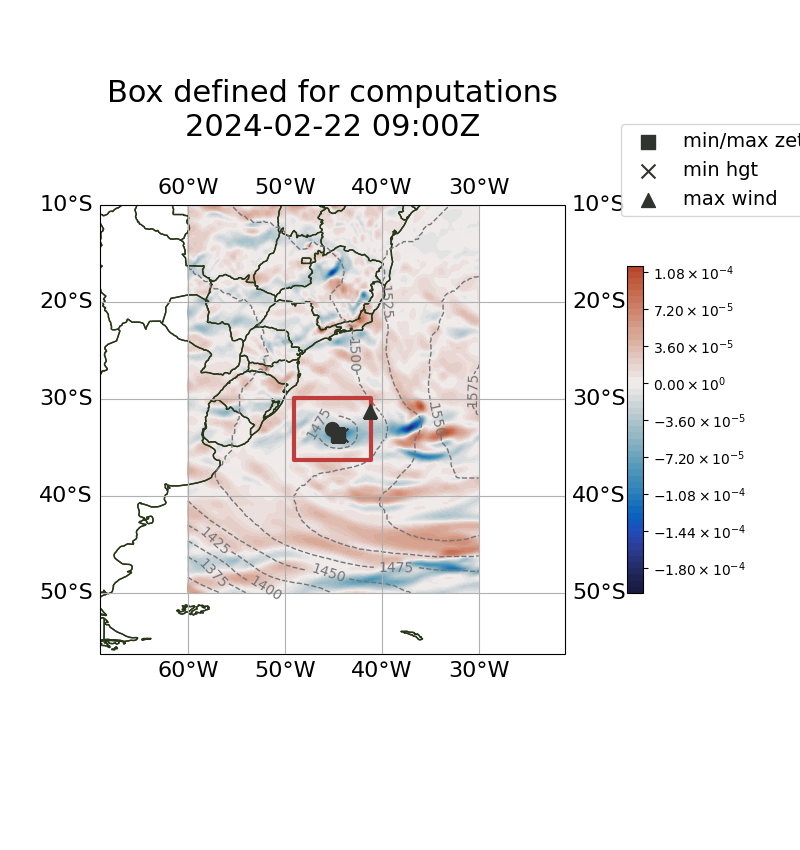 Box defined for computations
2024-02-22 09:00Z
min/max zet
min hgt
max wind
60°W 50°W 40°W 30°W
10°S 10°S
20°S 20°S
30°S 30°S
40°S 40°S
50°S 50°S
1525
1500
1575
1550
1475
1425
1375
1400
1450
1475
60°W 50°W 40°W 30°W
1.08 × 10⁻⁴
7.20 × 10⁻⁵
3.60 × 10⁻⁵
0.00 × 10⁰
−3.60 × 10⁻⁵
−7.20 × 10⁻⁵
−1.08 × 10⁻⁴
−1.44 × 10⁻⁴
−1.80 × 10⁻⁴